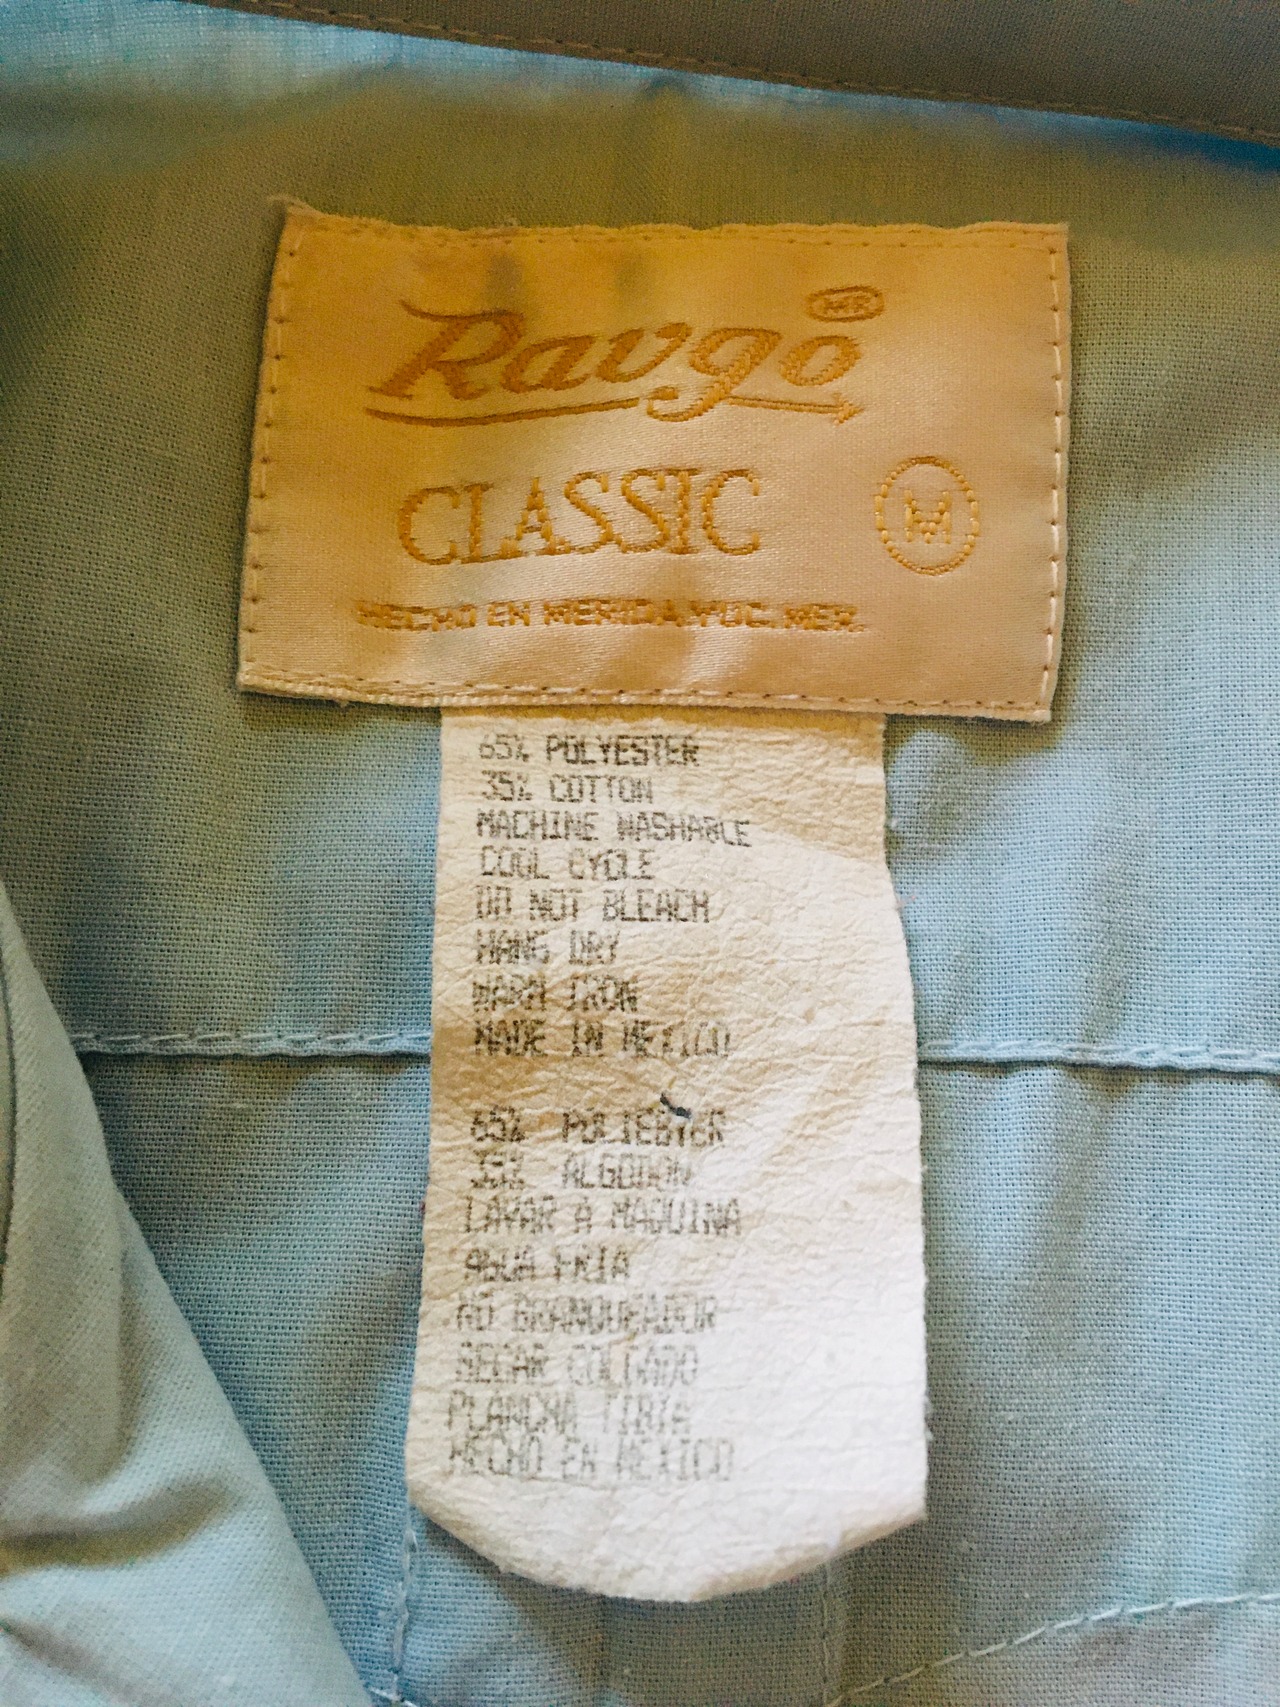 Ravgo MR
CLASSIC M
HECHO EN MERIDA, YUC. MEX.
65% POLYESTER
35% COTTON
MACHINE WASHABLE
COOL CYCLE
DO NOT BLEACH
HANG DRY
WARM IRON
MADE IN MEXICO
65% POLIESTER
35% ALGODON
LAVAR A MAQUINA
AGUA FRIA
NO BRANQUEADOR
SECAR COLGADO
PLANCHA TIBIA
HECHO EN MEXICO